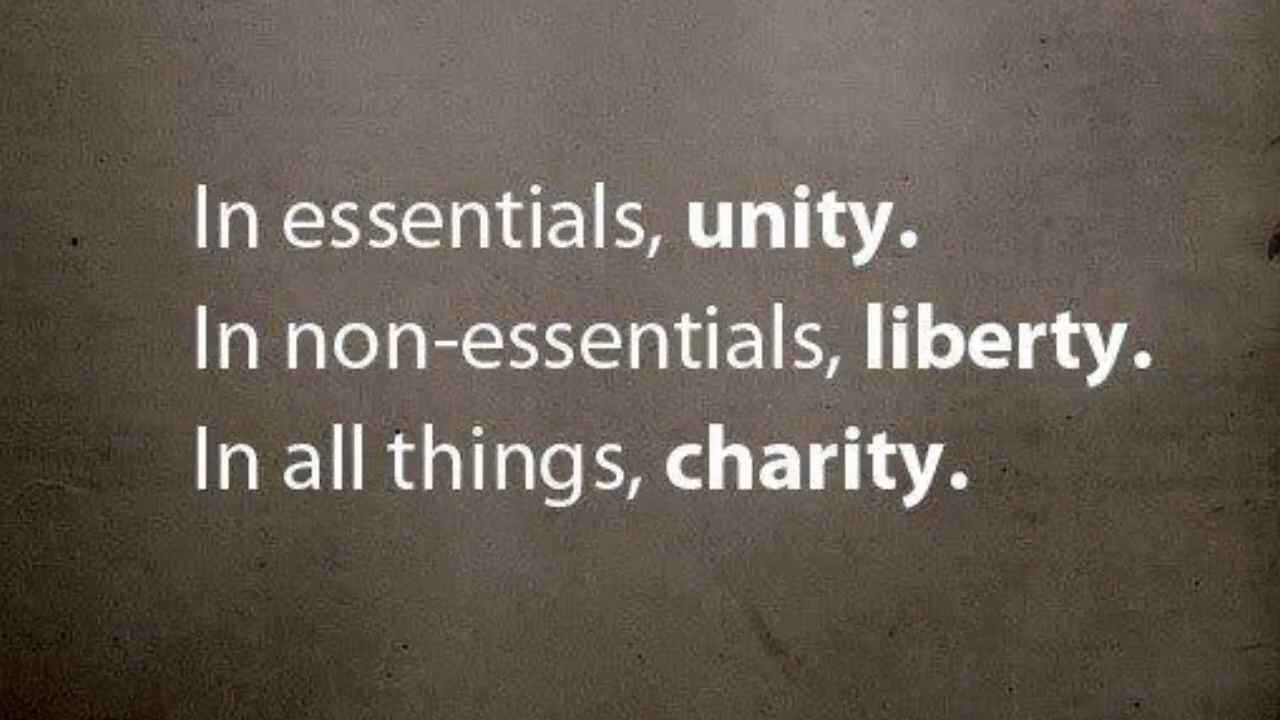 In essentials, unity.
In non-essentials, liberty.
In all things, charity.